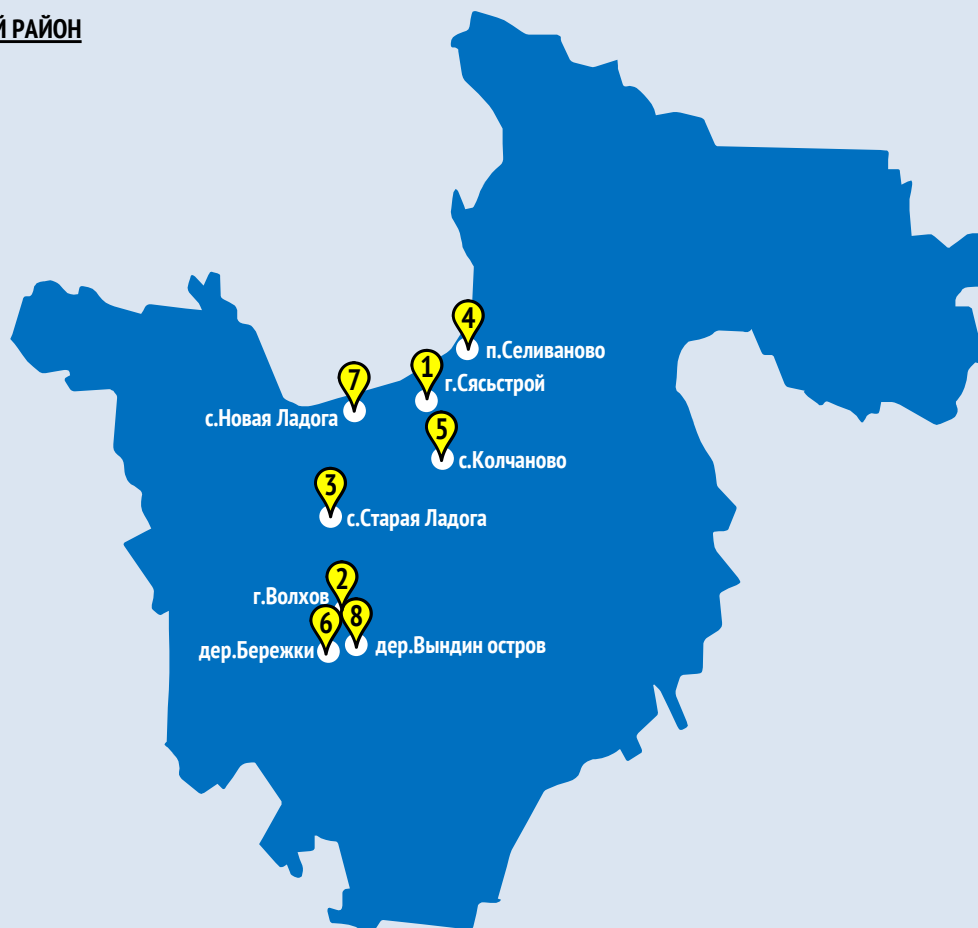 Й РАЙОН
4
п.Селиваново
1
г.Сясьстрой
7
с.Новая Ладога
5
с.Колчаново
3
с.Старая Ладога
2
г.Волхов
6
дер.Бережки
8
дер.Вындин остров